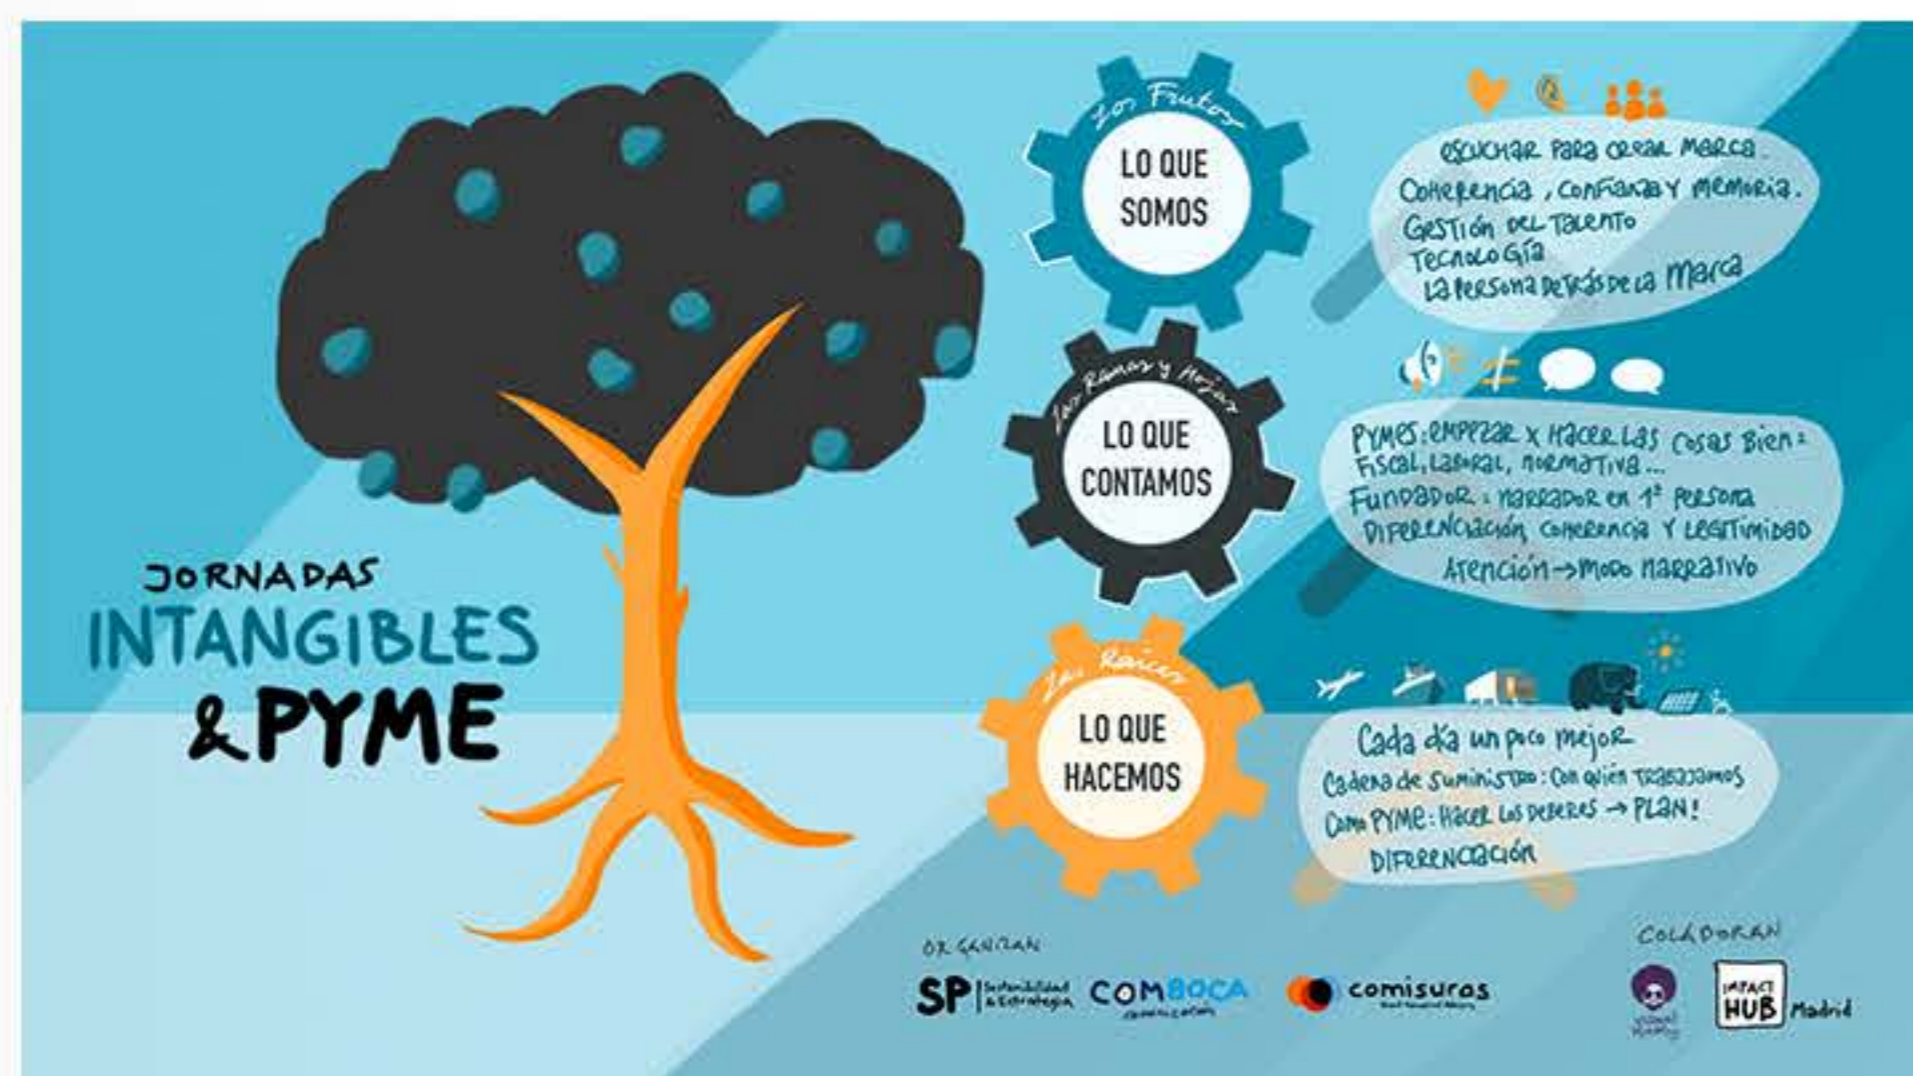 JORNADAS
INTANGIBLES
& PYME
Los Frutos
LO QUE
SOMOS
escuchar para crear marca.
Coherencia, confianza y memoria.
Gestión del talento
Tecnología
La persona detrás de la marca
Las Ramas y Hojas
LO QUE
CONTAMOS
PYMES: empezar x hacer las cosas bien:
Fiscal, laboral, normativa...
Fundador: narrador en 1ª persona
Diferenciación, coherencia y legitimidad
Atención → modo narrativo
Las Raíces
LO QUE
HACEMOS
Cada día un poco mejor
Cadena de suministro: con quién trabajamos
Como PYME: Hacer los deberes → PLAN!
Diferenciación
ORGANIZAN
SP Sostenibilidad
& Estrategia
COMBOCA
comunicación
comisuras
COLABORAN
IMPACT
HUB Madrid